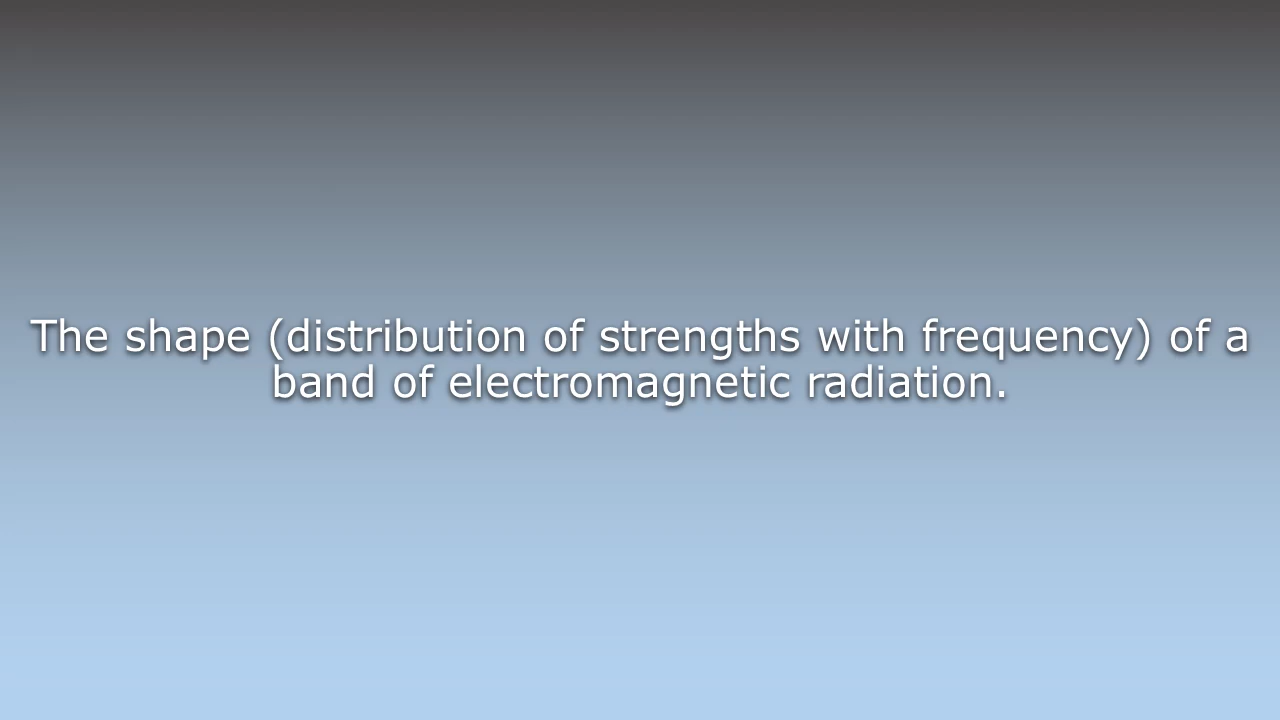 The shape (distribution of strengths with frequency) of a
band of electromagnetic radiation.